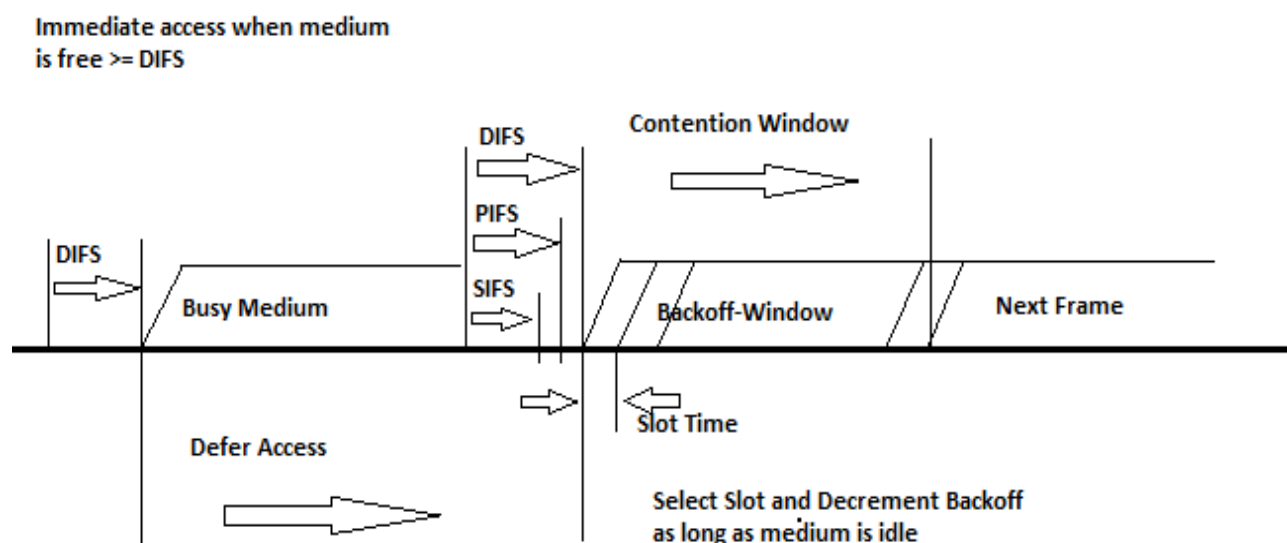 Immediate access when medium
is free >= DIFS
DIFS
Contention Window
PIFS
DIFS
SIFS
Busy Medium
Backoff-Window
Next Frame
Slot Time
Defer Access
Select Slot and Decrement Backoff
as long as medium is idle